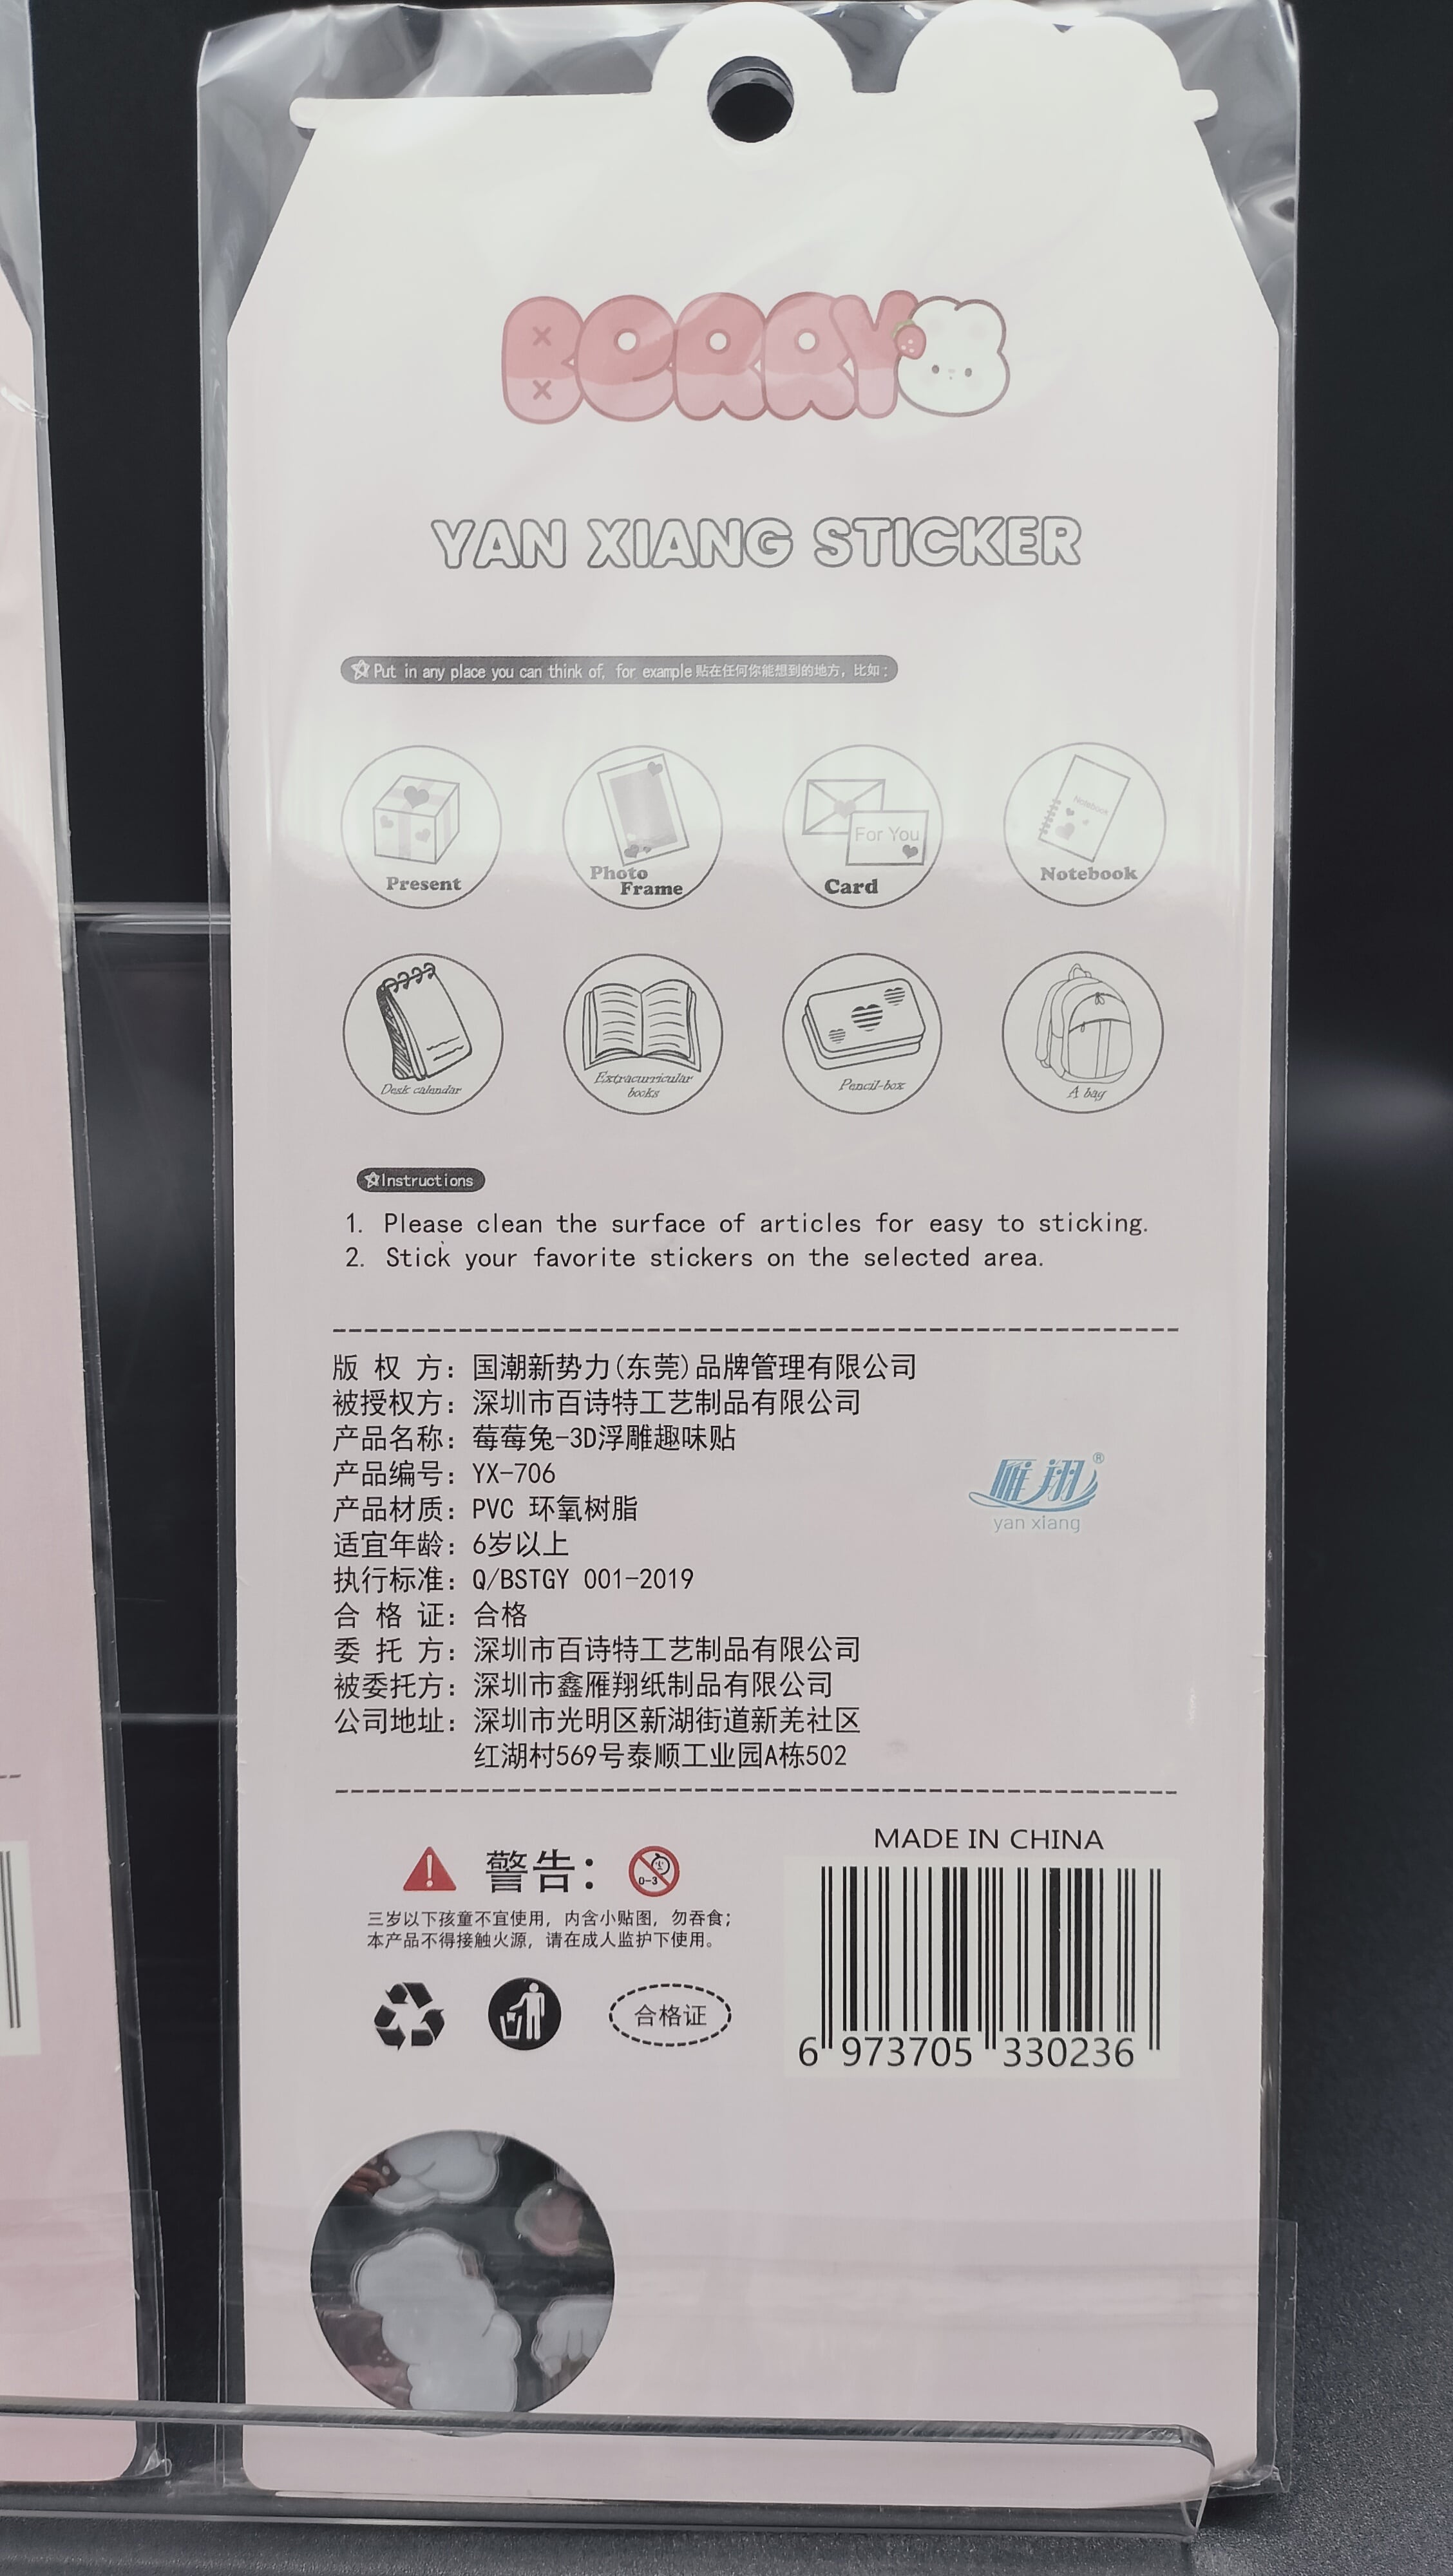 BERRY
YAN XIANG STICKER
Put in any place you can think of, for example 贴在任何你能想到的地方，比如：
Present
Photo Frame
For You
Card
Notebook
Notebook
Desk calendar
Extracurricular books
Pencil-box
A bag
Instructions
1. Please clean the surface of articles for easy to sticking.
2. Stick your favorite stickers on the selected area.
版 权 方：国潮新势力(东莞)品牌管理有限公司
被授权方：深圳市百诗特工艺制品有限公司
产品名称：莓莓兔-3D浮雕趣味贴
产品编号：YX-706
产品材质：PVC 环氧树脂
适宜年龄：6岁以上
执行标准：Q/BSTGY 001-2019
合 格 证：合格
委 托 方：深圳市百诗特工艺制品有限公司
被委托方：深圳市鑫雁翔纸制品有限公司
公司地址：深圳市光明区新湖街道新羌社区
红湖村569号泰顺工业园A栋502
雁翔®
yan xiang
警告：
0-3
三岁以下孩童不宜使用，内含小贴图，勿吞食；
本产品不得接触火源，请在成人监护下使用。
合格证
MADE IN CHINA
6 973705 330236